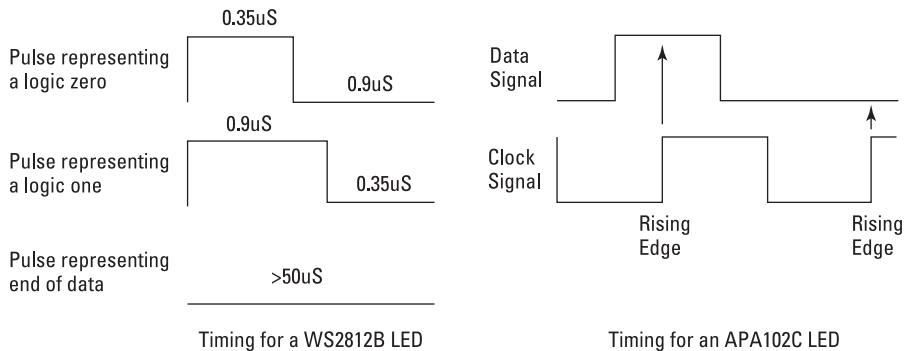 0.35uS
Pulse representing
a logic zero
0.9uS
0.9uS
Pulse representing
a logic one
0.35uS
Pulse representing
end of data
>50uS
Timing for a WS2812B LED
Data
Signal
Clock
Signal
Rising
Edge
Rising
Edge
Timing for an APA102C LED